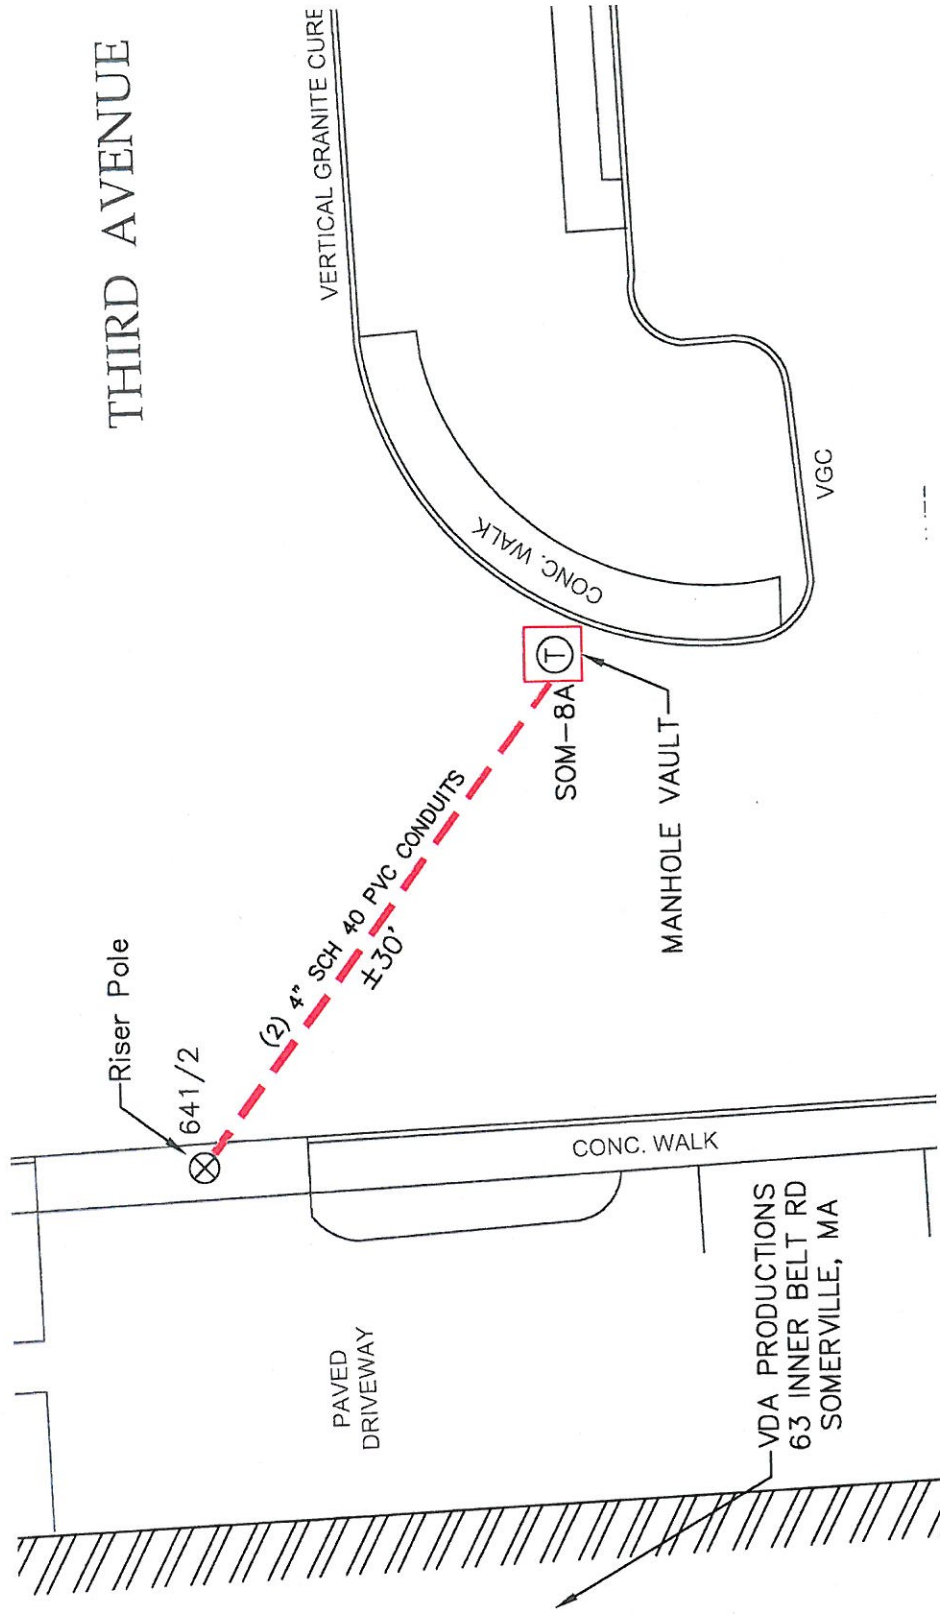 THIRD AVENUE
VERTICAL GRANITE CURB
CONC. WALK
VGC
T
SOM-8A
MANHOLE VAULT
(2) 4" SCH 40 PVC CONDUITS
±30'
Riser Pole
641/2
CONC. WALK
PAVED
DRIVEWAY
VDA PRODUCTIONS
63 INNER BELT RD
SOMERVILLE, MA